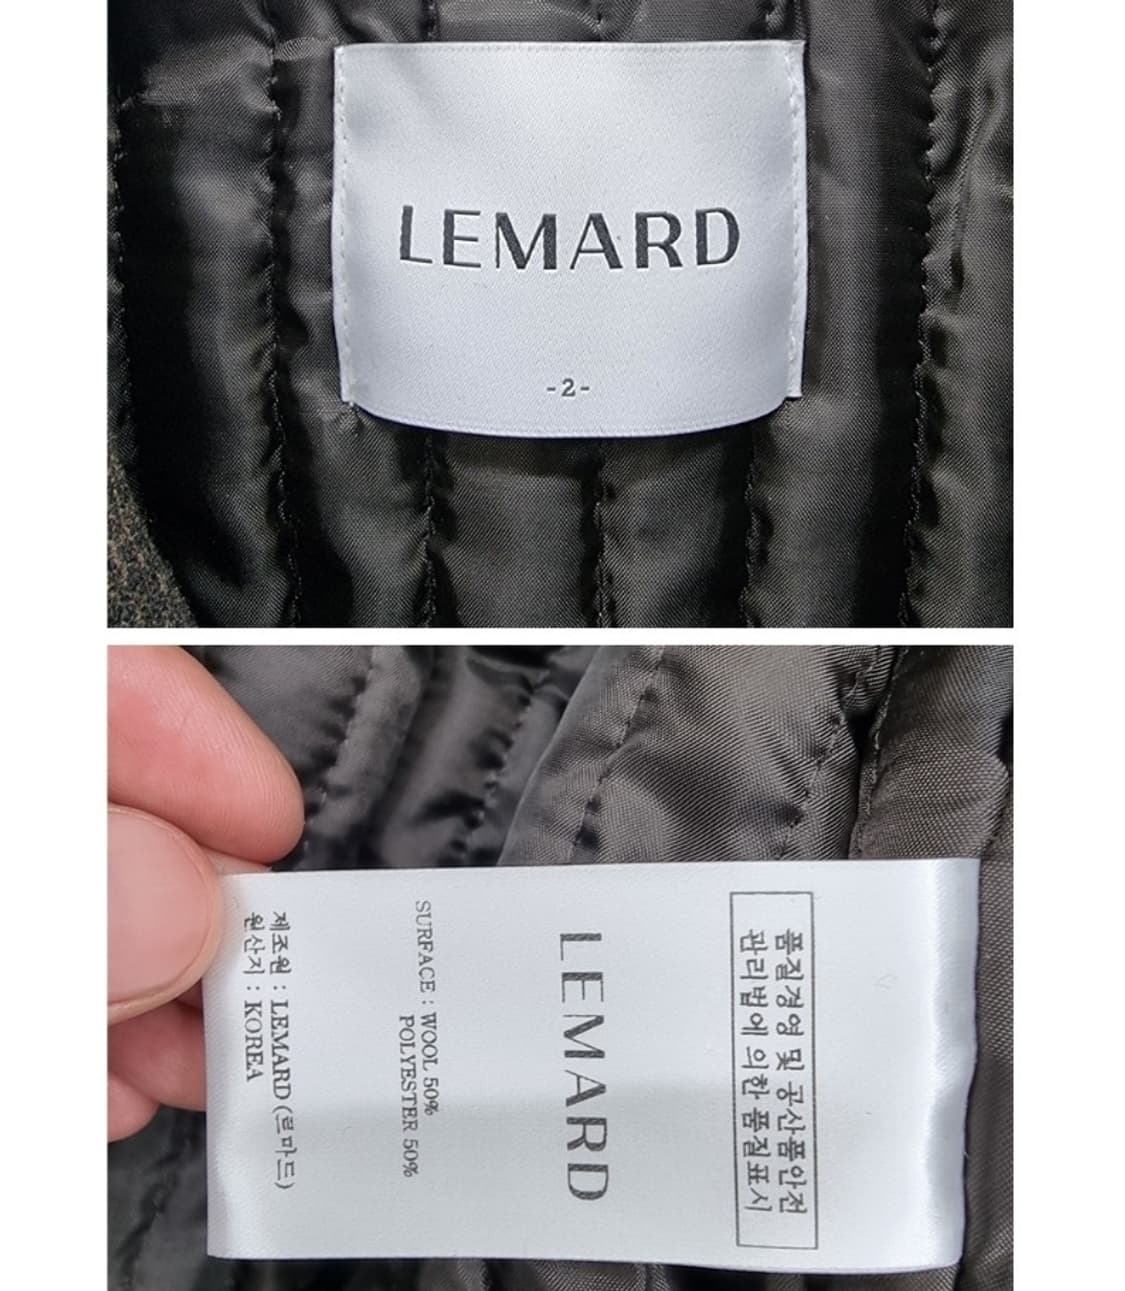 LEMARD
-2-
품질경영 및 공산품안전
관리법에 의한 품질표시
LEMARD
SURFACE : WOOL 50%
POLYESTER 50%
제조원 : LEMARD (르마드)
원산지 : KOREA